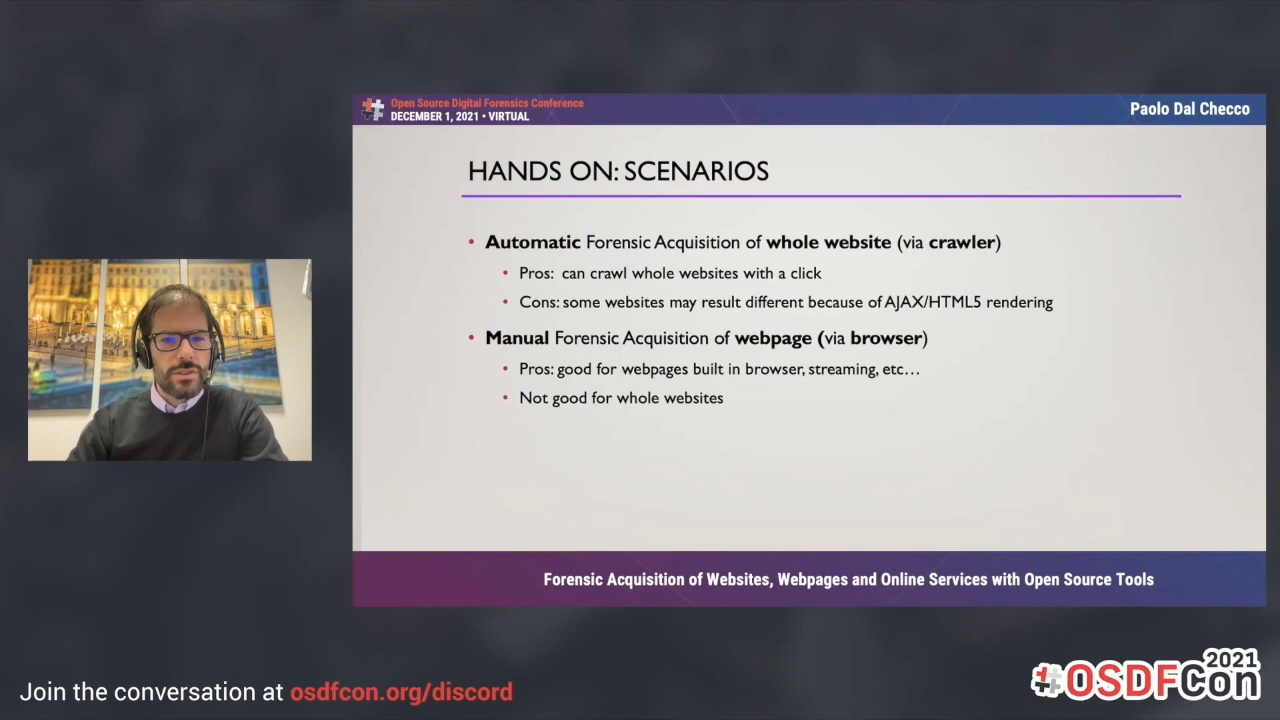 Open Source Digital Forensics Conference
DECEMBER 1, 2021 • VIRTUAL
Paolo Dal Checco
HANDS ON: SCENARIOS
• Automatic Forensic Acquisition of whole website (via crawler)
• Pros: can crawl whole websites with a click
• Cons: some websites may result different because of AJAX/HTML5 rendering
• Manual Forensic Acquisition of webpage (via browser)
• Pros: good for webpages built in browser, streaming, etc…
• Not good for whole websites
Forensic Acquisition of Websites, Webpages and Online Services with Open Source Tools
Join the conversation at osdfcon.org/discord
2021
#OSDFCon